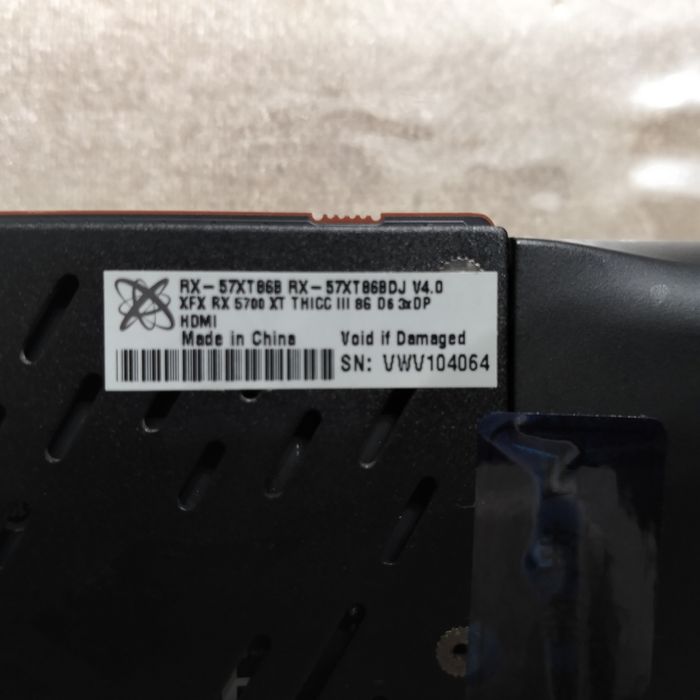 RX-57XT86B RX-57XT86BDJ V4.0
XFX RX 5700 XT THICC III 8G D6 3xDP
HDMI
Made in China Void if Damaged
SN: VWV104064